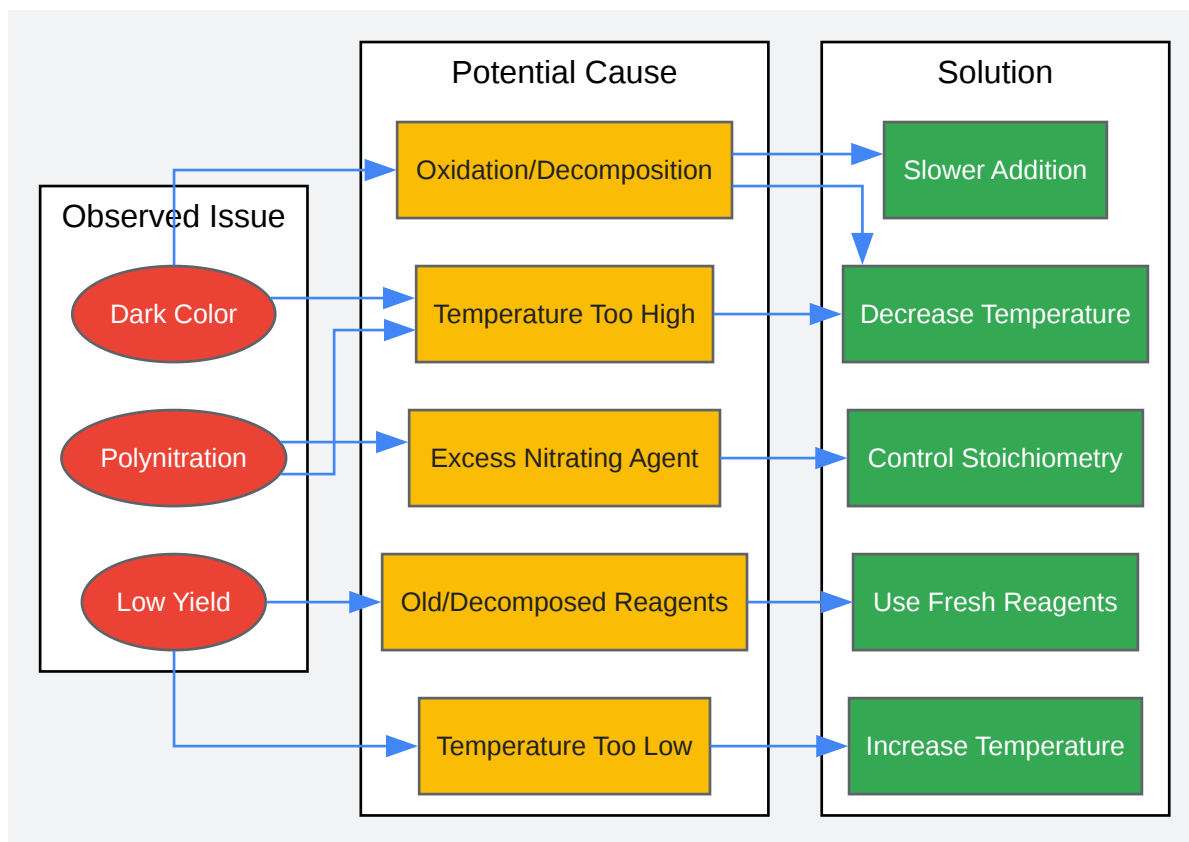 Observed Issue
Dark Color
Polynitration
Low Yield
Potential Cause
Oxidation/Decomposition
Temperature Too High
Excess Nitrating Agent
Old/Decomposed Reagents
Temperature Too Low
Solution
Slower Addition
Decrease Temperature
Control Stoichiometry
Use Fresh Reagents
Increase Temperature